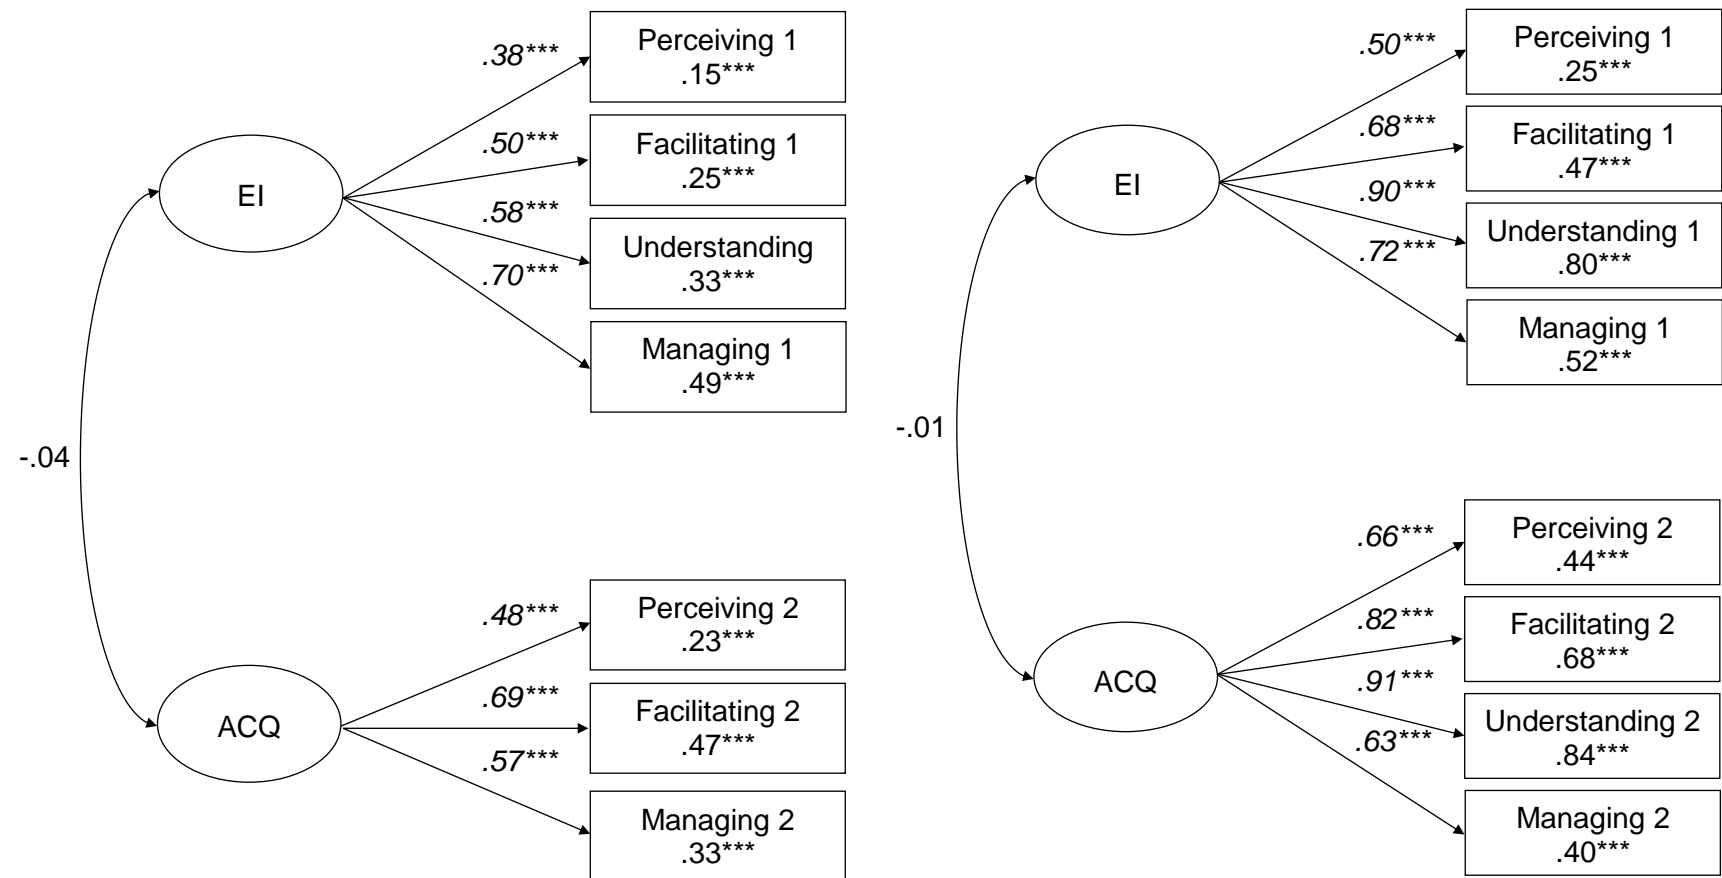 .38***
Perceiving 1
.15***
.50***
Facilitating 1
.25***
EI
.58***
Understanding
.33***
.70***
Managing 1
.49***
-.04
.48***
Perceiving 2
.23***
.69***
Facilitating 2
.47***
ACQ
.57***
Managing 2
.33***
.50***
Perceiving 1
.25***
.68***
Facilitating 1
.47***
EI
.90***
Understanding 1
.80***
.72***
Managing 1
.52***
-.01
.66***
Perceiving 2
.44***
.82***
Facilitating 2
.68***
ACQ
.91***
Understanding 2
.84***
.63***
Managing 2
.40***